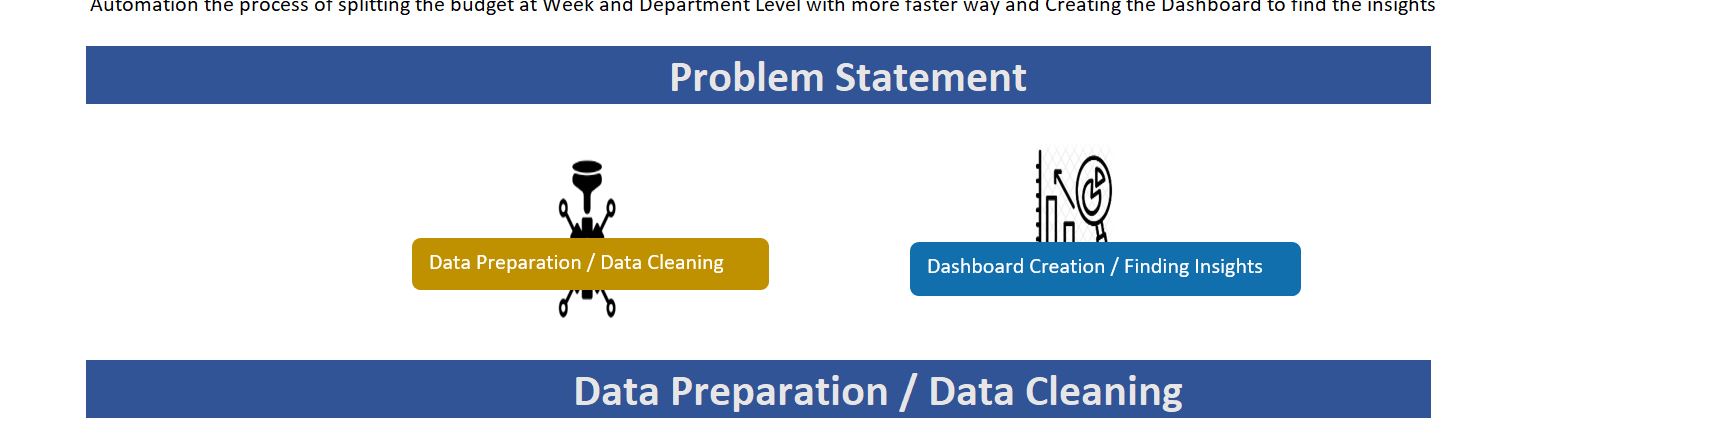 Automation the process of splitting the budget at Week and Department Level with more faster way and Creating the Dashboard to find the insights
Problem Statement
Data Preparation / Data Cleaning
Dashboard Creation / Finding Insights
Data Preparation / Data Cleaning